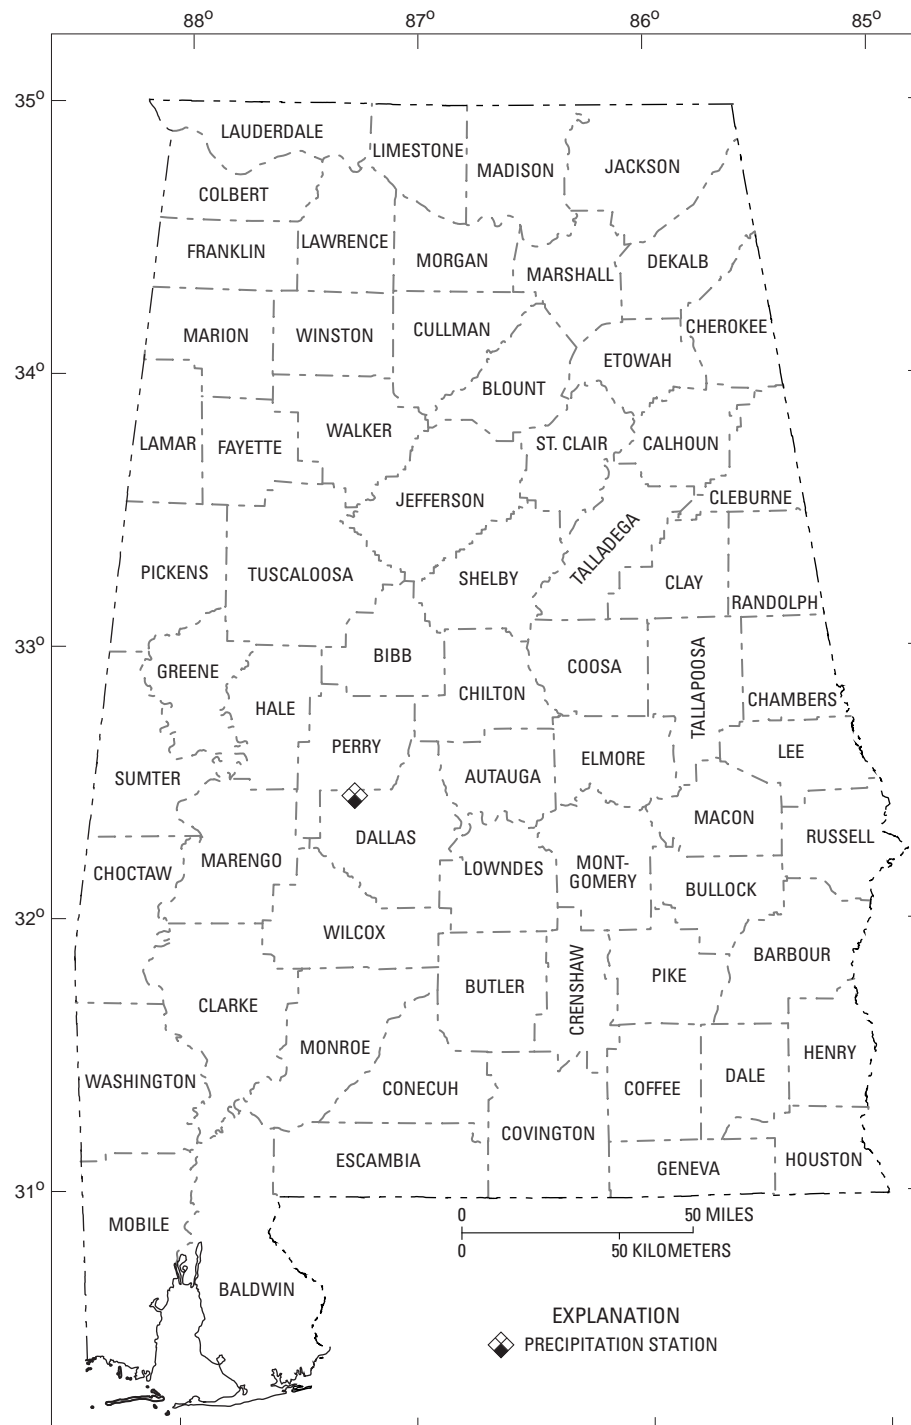 88° 87° 86° 85°
35°
LAUDERDALE
LIMESTONE
MADISON
JACKSON
COLBERT
FRANKLIN
LAWRENCE
MORGAN
MARSHALL
DEKALB
MARION
WINSTON
CULLMAN
CHEROKEE
34°
ETOWAH
BLOUNT
LAMAR
FAYETTE
WALKER
ST. CLAIR
CALHOUN
JEFFERSON
CLEBURNE
TALLADEGA
PICKENS
TUSCALOOSA
SHELBY
CLAY
RANDOLPH
33°
GREENE
BIBB
COOSA
TALLAPOOSA
HALE
CHILTON
CHAMBERS
PERRY
LEE
SUMTER
AUTAUGA
ELMORE
MACON
DALLAS
RUSSELL
CHOCTAW
MARENGO
LOWNDES
MONT-
GOMERY
BULLOCK
32°
WILCOX
BARBOUR
CLARKE
BUTLER
CRENSHAW
PIKE
MONROE
HENRY
WASHINGTON
CONECUH
COFFEE
DALE
COVINGTON
ESCAMBIA
GENEVA
HOUSTON
31°
MOBILE
0 50 MILES
0 50 KILOMETERS
BALDWIN
EXPLANATION
PRECIPITATION STATION